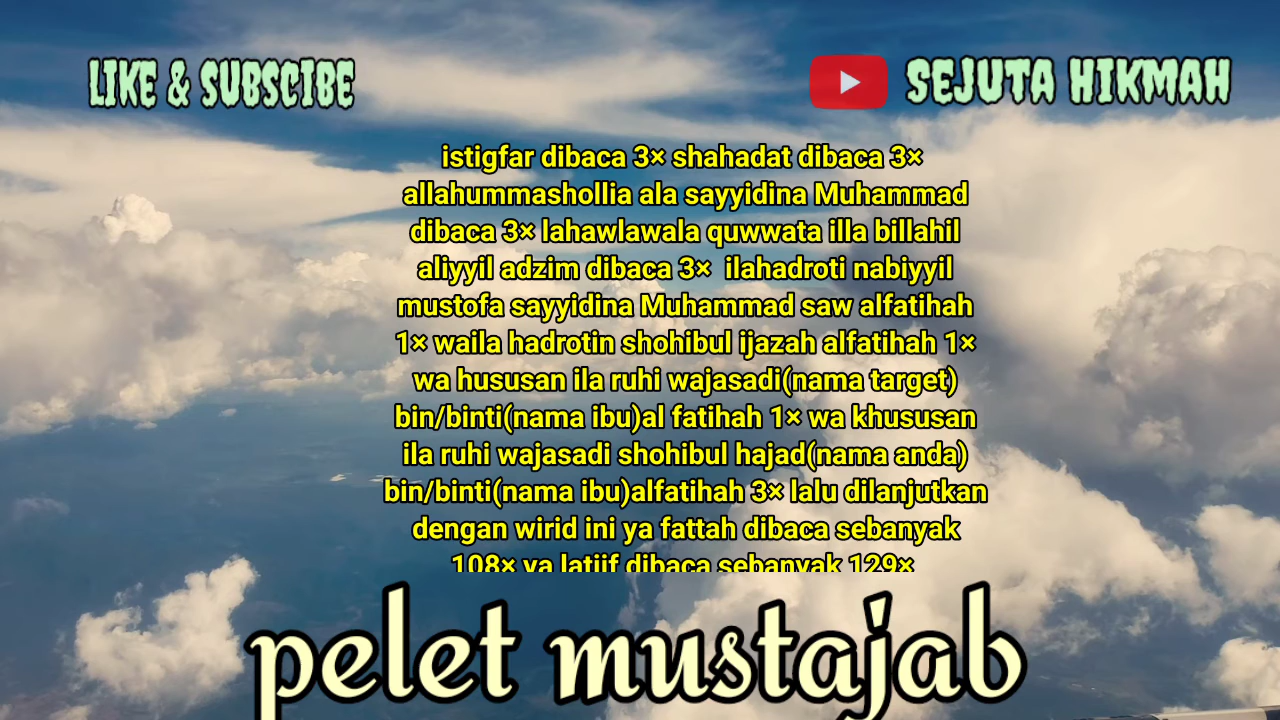 LIKE & SUBSCIBE
SEJUTA HIKMAH
istigfar dibaca 3× shahadat dibaca 3×
allahummashollia ala sayyidina Muhammad
dibaca 3× lahawlawala quwwata illa billahil
aliyyil adzim dibaca 3×  ilahadroti nabiyyil
mustofa sayyidina Muhammad saw alfatihah
1× waila hadrotin shohibul ijazah alfatihah 1×
wa hususan ila ruhi wajasadi(nama target)
bin/binti(nama ibu)al fatihah 1× wa khususan
ila ruhi wajasadi shohibul hajad(nama anda)
bin/binti(nama ibu)alfatihah 3× lalu dilanjutkan
dengan wirid ini ya fattah dibaca sebanyak
108× ya latiif dibaca sebanyak 129×
pelet mustajab